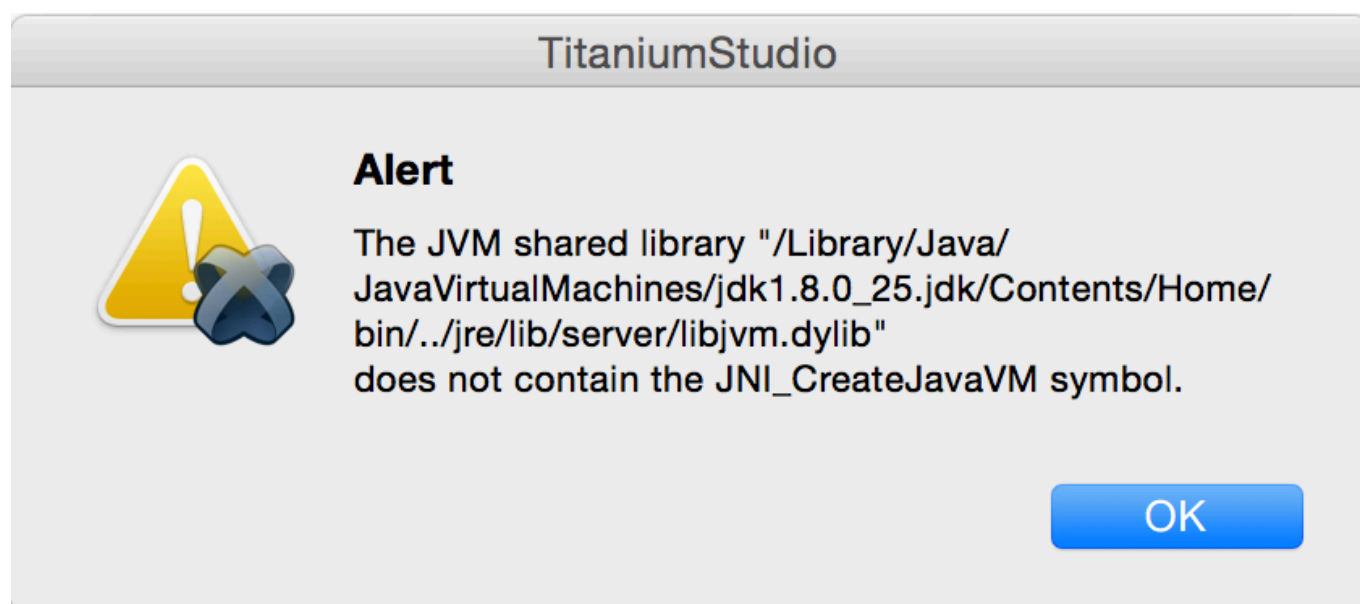 TitaniumStudio
Alert
The JVM shared library "/Library/Java/
JavaVirtualMachines/jdk1.8.0_25.jdk/Contents/Home/
bin/../jre/lib/server/libjvm.dylib"
does not contain the JNI_CreateJavaVM symbol.
OK